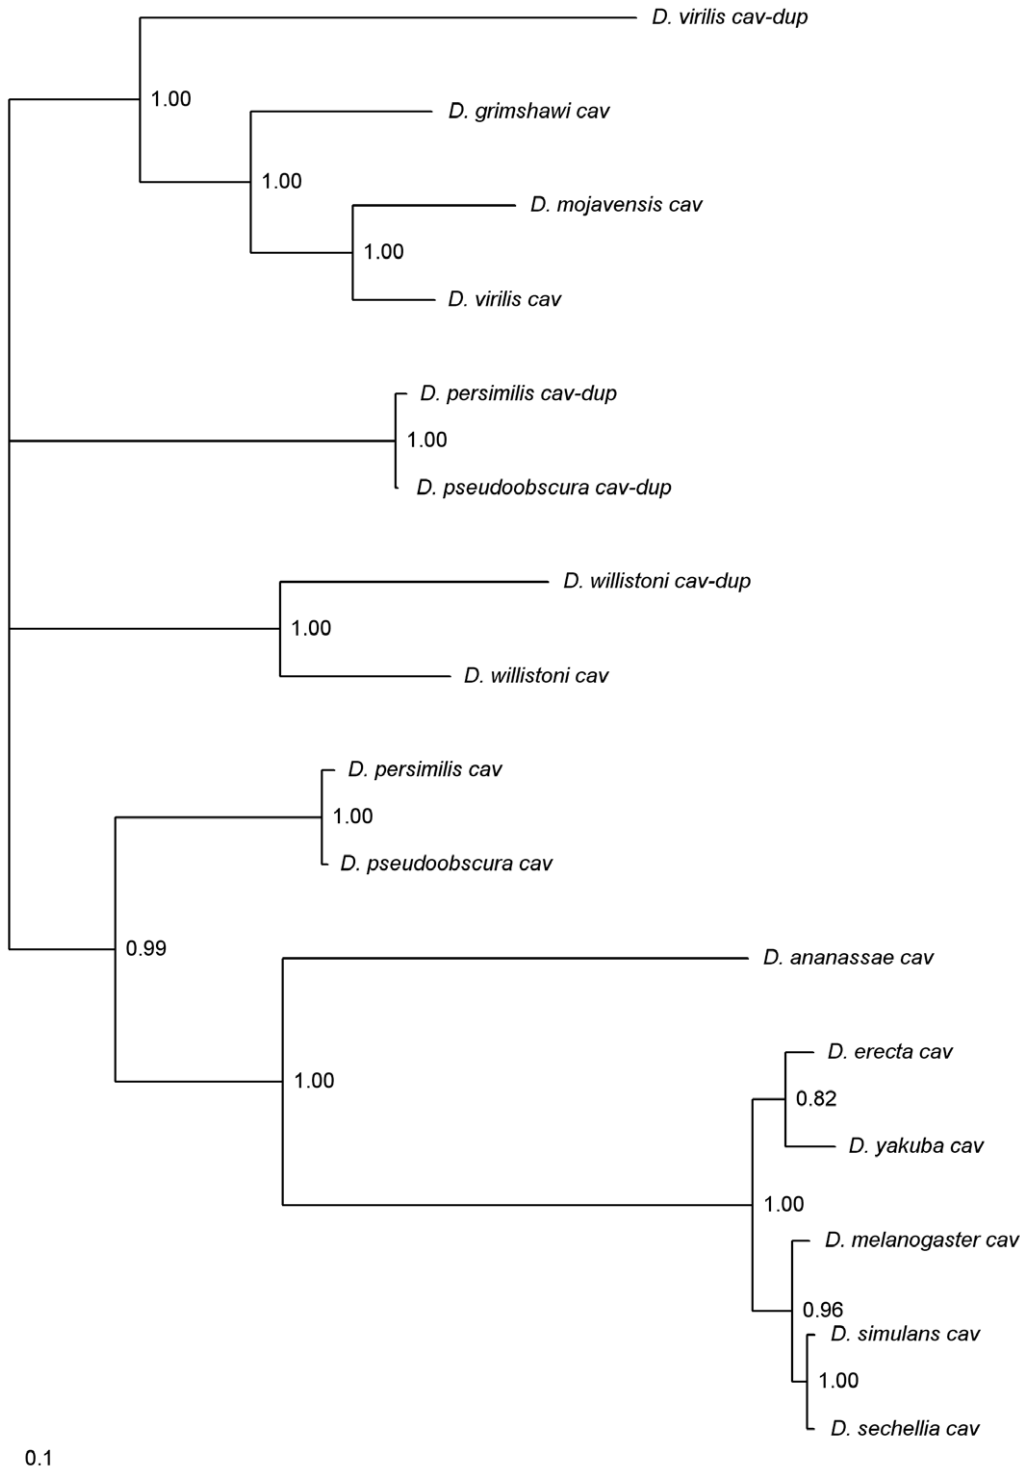 D. virilis cav-dup
1.00
D. grimshawi cav
1.00
D. mojavensis cav
1.00
D. virilis cav
D. persimilis cav-dup
1.00
D. pseudoobscura cav-dup
D. willistoni cav-dup
1.00
D. willistoni cav
D. persimilis cav
1.00
D. pseudoobscura cav
0.99
D. ananassae cav
D. erecta cav
1.00
0.82
D. yakuba cav
1.00
D. melanogaster cav
0.96
D. simulans cav
1.00
D. sechellia cav
0.1